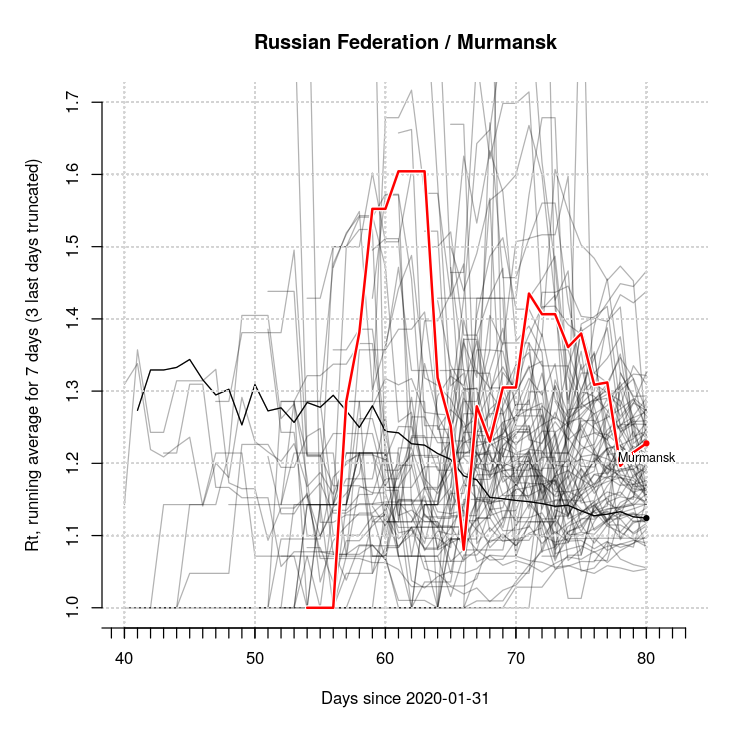 Russian Federation / Murmansk
Rt, running average for 7 days (3 last days truncated)
1.7
1.6
1.5
1.4
1.3
1.2
1.1
1.0
Murmansk
40 50 60 70 80
Days since 2020-01-31